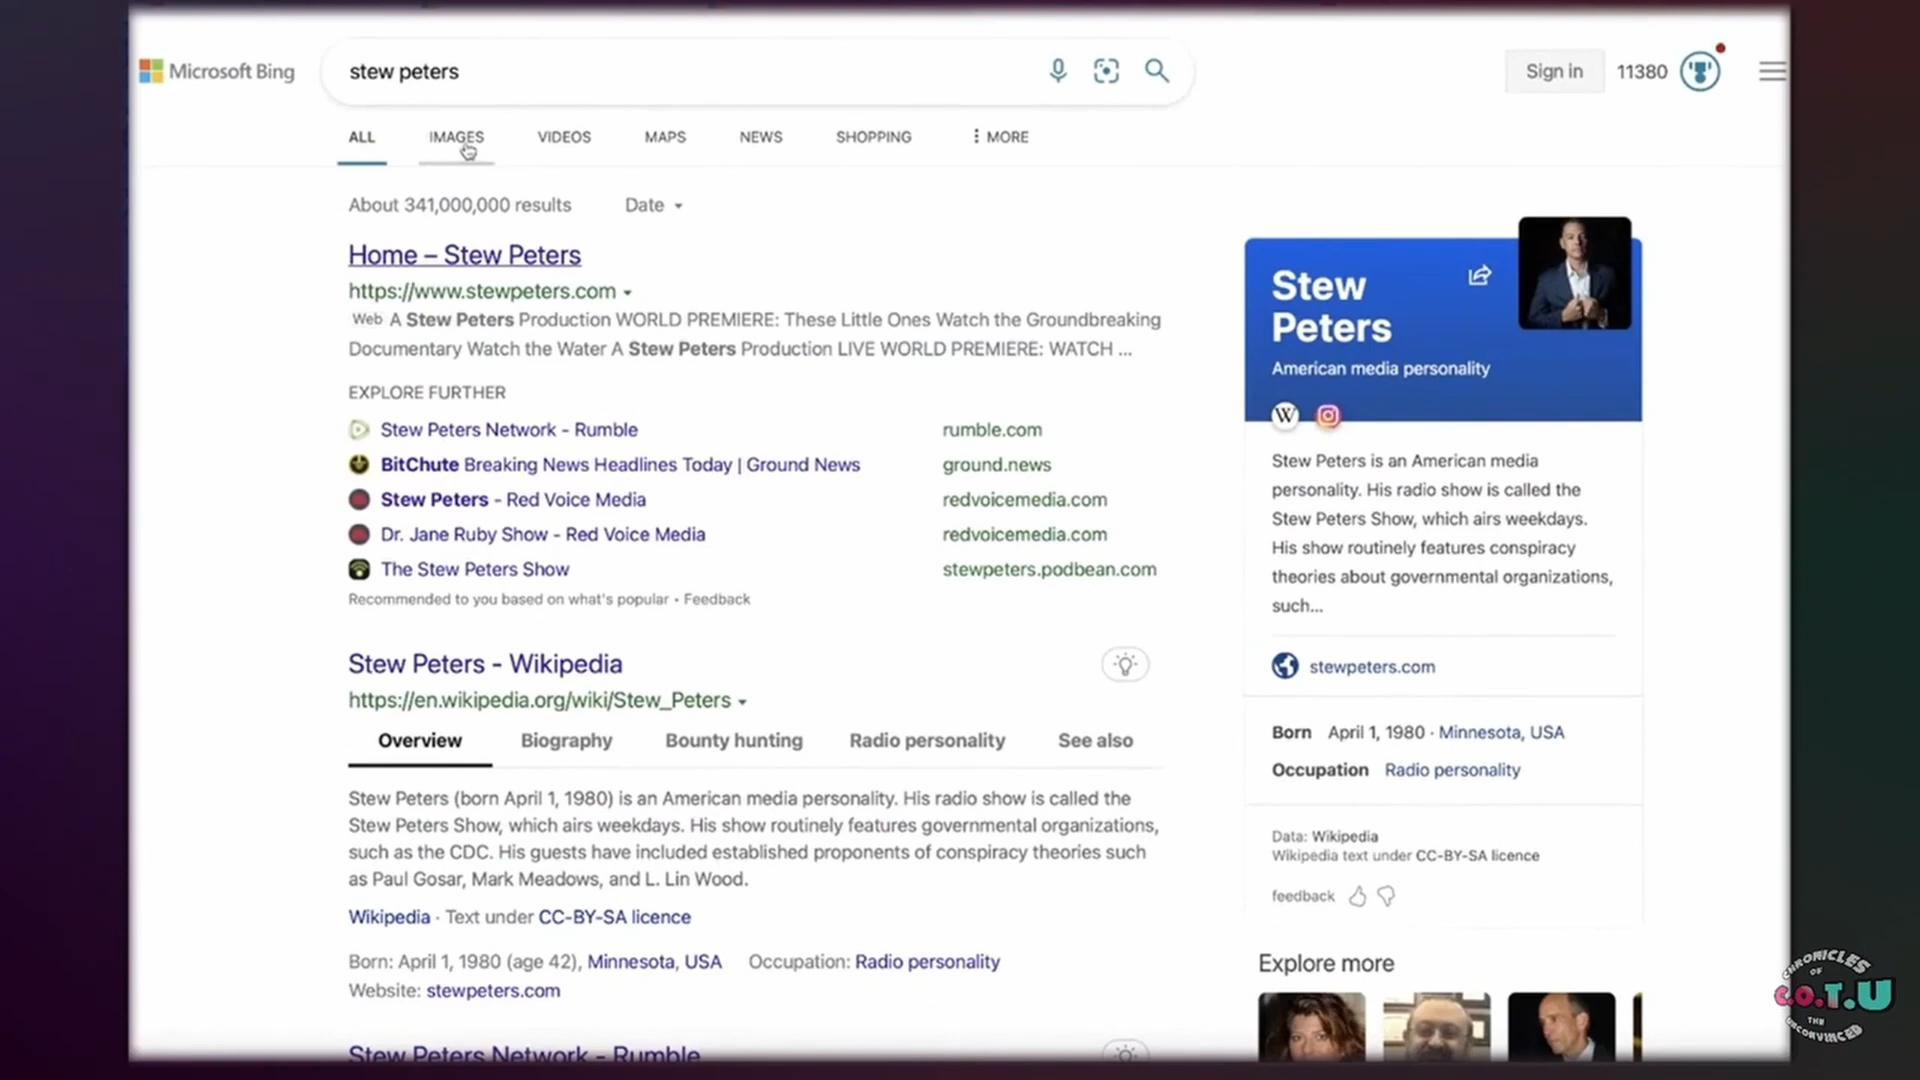 Microsoft Bing
stew peters
Sign in
11380
ALL
IMAGES
VIDEOS
MAPS
NEWS
SHOPPING
MORE
About 341,000,000 results
Date
Home – Stew Peters
https://www.stewpeters.com
Web A Stew Peters Production WORLD PREMIERE: These Little Ones Watch the Groundbreaking
Documentary Watch the Water A Stew Peters Production LIVE WORLD PREMIERE: WATCH ...
EXPLORE FURTHER
Stew Peters Network - Rumble
rumble.com
BitChute Breaking News Headlines Today | Ground News
ground.news
Stew Peters - Red Voice Media
redvoicemedia.com
Dr. Jane Ruby Show - Red Voice Media
redvoicemedia.com
The Stew Peters Show
stewpeters.podbean.com
Recommended to you based on what's popular • Feedback
Stew Peters - Wikipedia
https://en.wikipedia.org/wiki/Stew_Peters
Overview
Biography
Bounty hunting
Radio personality
See also
Stew Peters (born April 1, 1980) is an American media personality. His radio show is called the
Stew Peters Show, which airs weekdays. His show routinely features governmental organizations,
such as the CDC. His guests have included established proponents of conspiracy theories such
as Paul Gosar, Mark Meadows, and L. Lin Wood.
Wikipedia · Text under CC-BY-SA licence
Born: April 1, 1980 (age 42), Minnesota, USA
Occupation: Radio personality
Website: stewpeters.com
Stew Peters Network - Rumble
Stew
Peters
American media personality
W
Stew Peters is an American media
personality. His radio show is called the
Stew Peters Show, which airs weekdays.
His show routinely features conspiracy
theories about governmental organizations,
such...
stewpeters.com
Born April 1, 1980 · Minnesota, USA
Occupation Radio personality
Data: Wikipedia
Wikipedia text under CC-BY-SA licence
feedback
Explore more
CHRONICLES
OF
C.O.T.U
THE
UNCONVINCED